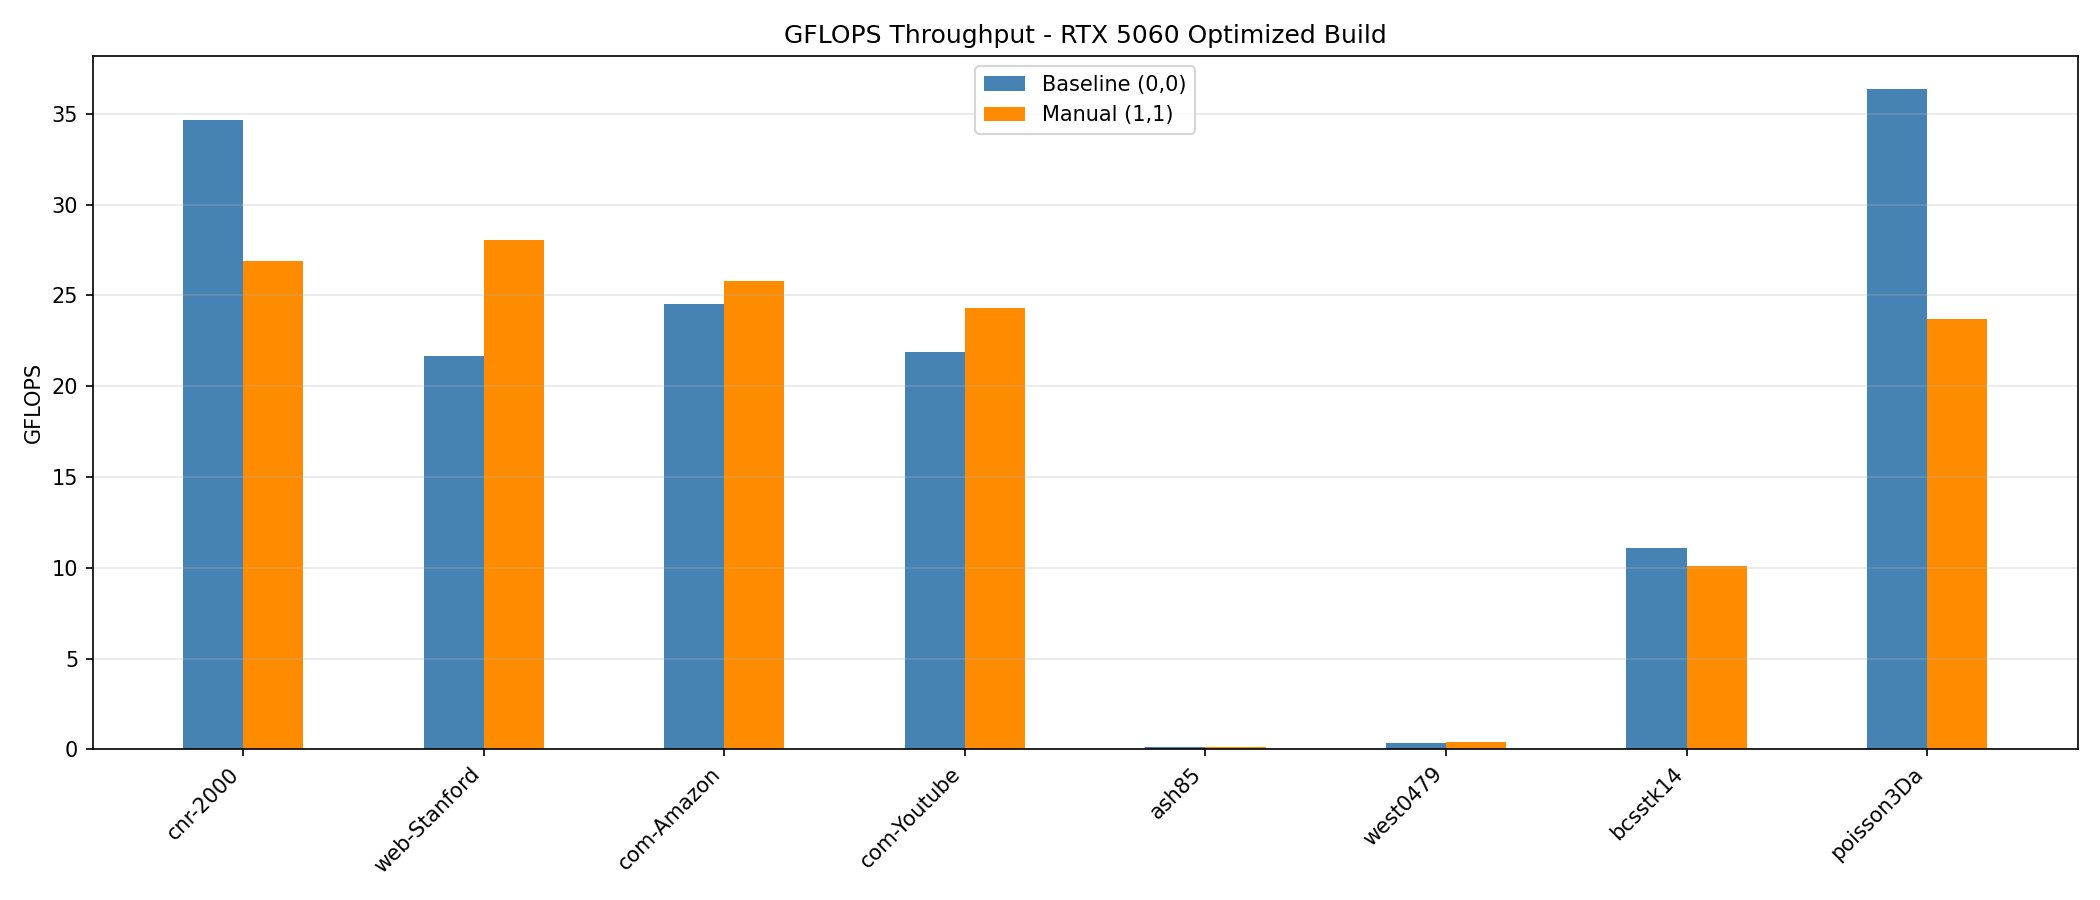 GFLOPS Throughput - RTX 5060 Optimized Build
Baseline (0,0)
Manual (1,1)
GFLOPS
35
30
25
20
15
10
5
0
cnr-2000
web-Stanford
com-Amazon
com-Youtube
ash85
west0479
bcsstk14
poisson3Da